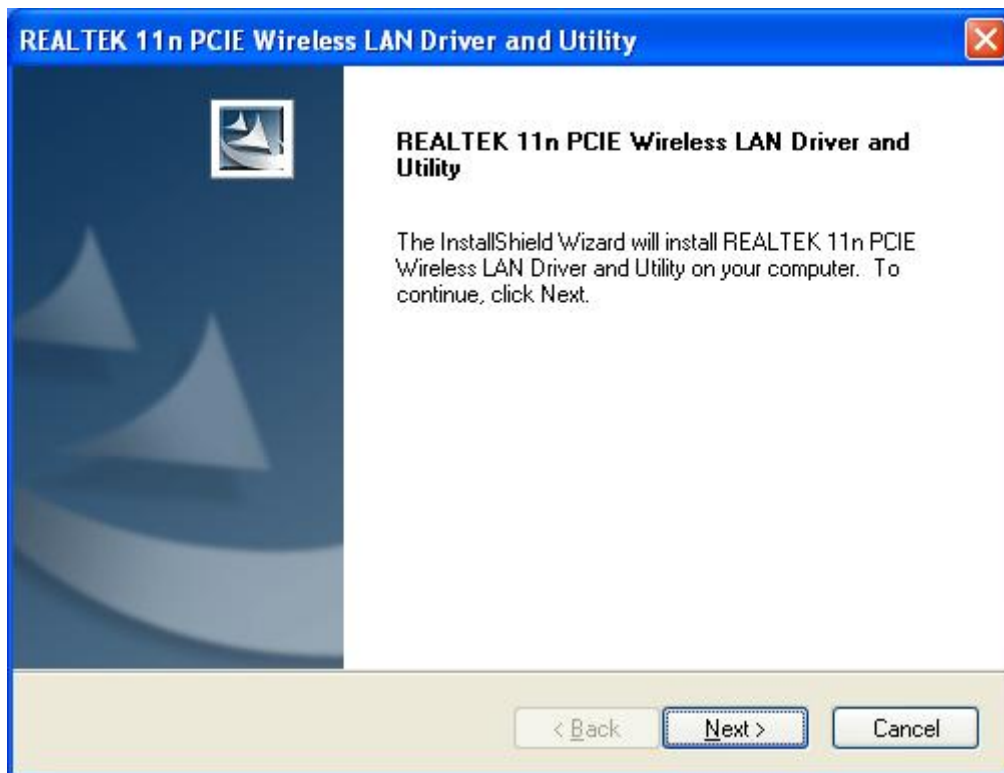 REALTEK 11n PCIE Wireless LAN Driver and Utility
REALTEK 11n PCIE Wireless LAN Driver and
Utility
The InstallShield Wizard will install REALTEK 11n PCIE
Wireless LAN Driver and Utility on your computer.  To
continue, click Next.
< Back
Next >
Cancel